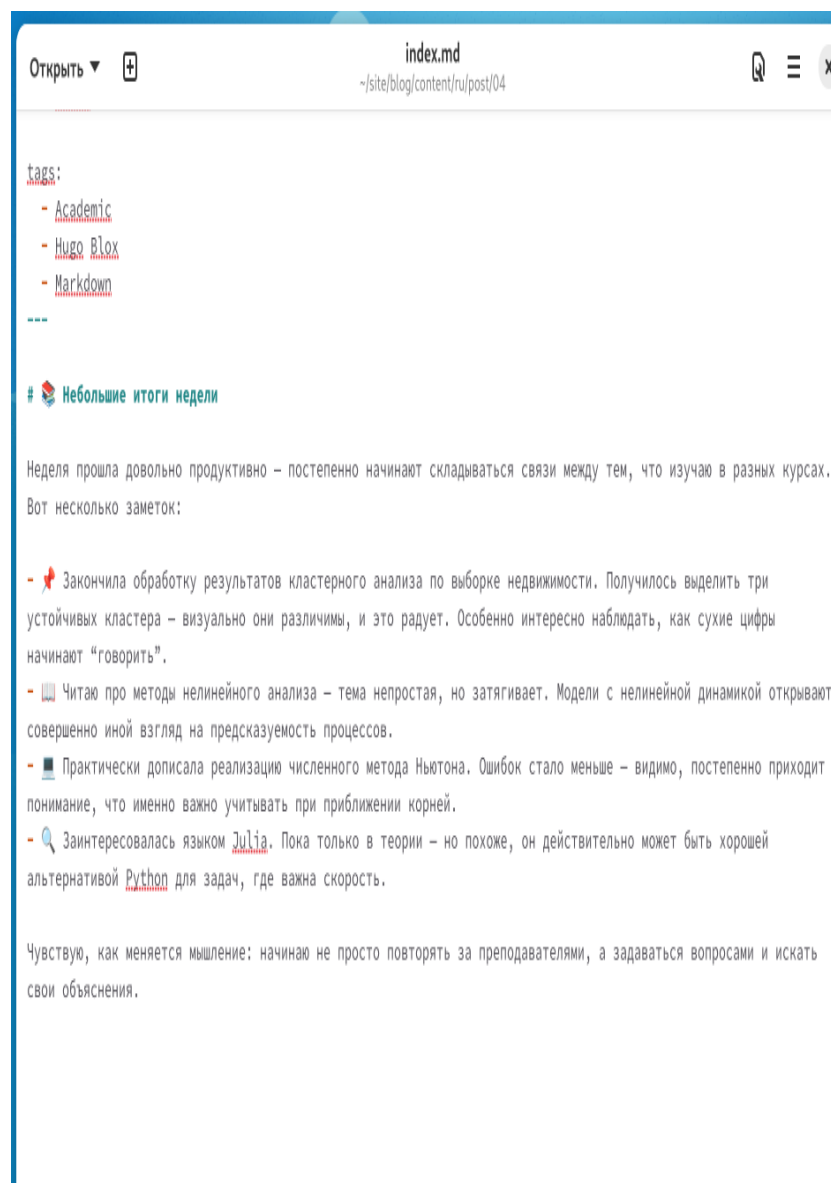 Открыть
index.md
~/site/blog/content/ru/post/04
tags:
- Academic
- Hugo Blox
- Markdown
---
# 📚 Небольшие итоги недели
Неделя прошла довольно продуктивно – постепенно начинают складываться связи между тем, что изучаю в разных курсах.
Вот несколько заметок:
- 📌 Закончила обработку результатов кластерного анализа по выборке недвижимости. Получилось выделить три
устойчивых кластера – визуально они различимы, и это радует. Особенно интересно наблюдать, как сухие цифры
начинают “говорить”.
- 📖 Читаю про методы нелинейного анализа – тема непростая, но затягивает. Модели с нелинейной динамикой открывают
совершенно иной взгляд на предсказуемость процессов.
- 💻 Практически дописала реализацию численного метода Ньютона. Ошибок стало меньше – видимо, постепенно приходит
понимание, что именно важно учитывать при приближении корней.
- 🔍 Заинтересовалась языком Julia. Пока только в теории – но похоже, он действительно может быть хорошей
альтернативой Python для задач, где важна скорость.
Чувствую, как меняется мышление: начинаю не просто повторять за преподавателями, а задаваться вопросами и искать
свои объяснения.